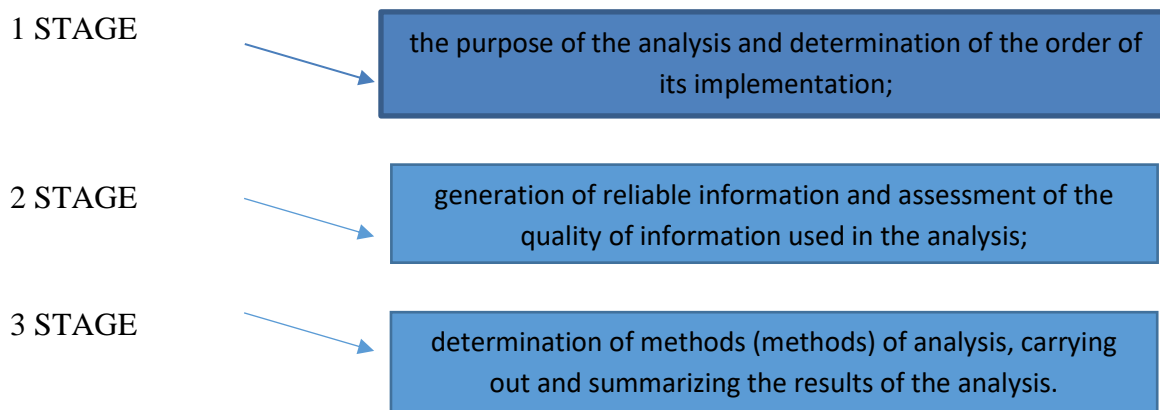 1 STAGE
the purpose of the analysis and determination of the order of
its implementation;
2 STAGE
generation of reliable information and assessment of the
quality of information used in the analysis;
3 STAGE
determination of methods (methods) of analysis, carrying
out and summarizing the results of the analysis.